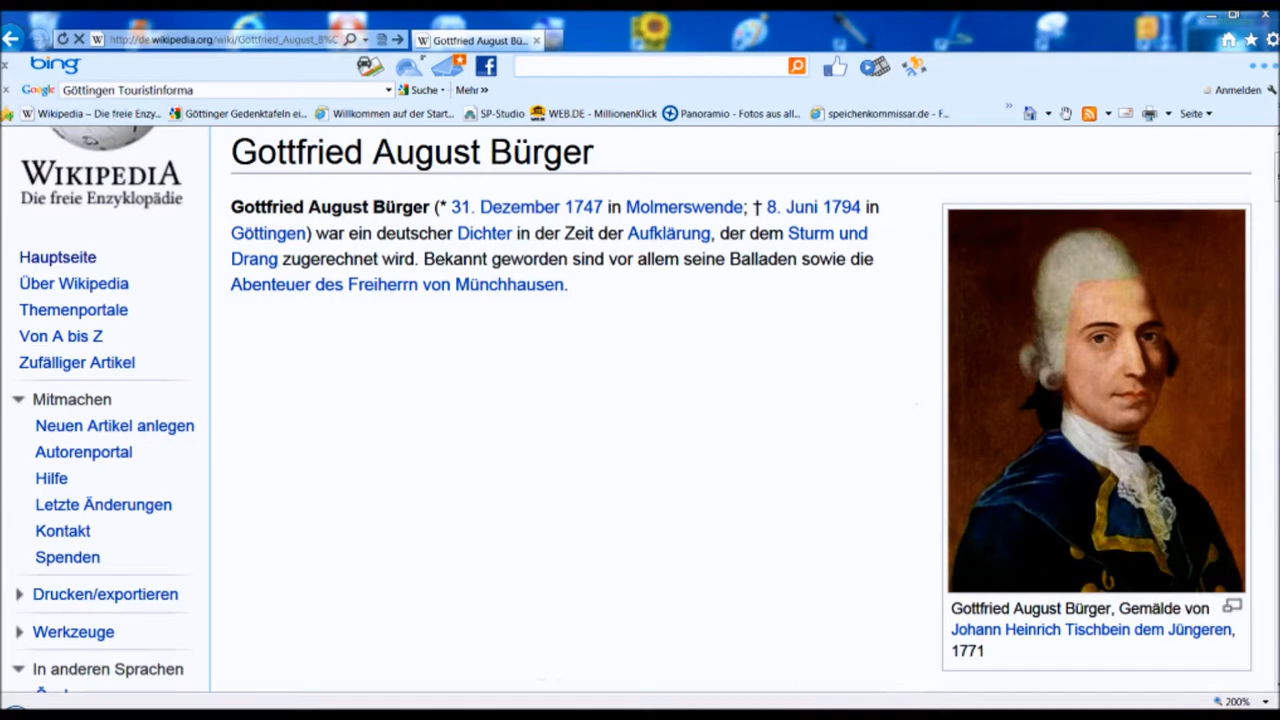 http://de.wikipedia.org/wiki/Gottfried_August_B%C
Gottfried August Bü...
bing
Google
Göttingen Touristinforma
Suche
Mehr »
Anmelden
Wikipedia – Die freie Enzy...
Göttinger Gedenktafeln ei...
Willkommen auf der Start...
SP-Studio
WEB.DE - MillionenKlick
Panoramio - Fotos aus all...
speichenkommissar.de - F...
Seite
WIKIPEDIA
Die freie Enzyklopädie
Hauptseite
Über Wikipedia
Themenportale
Von A bis Z
Zufälliger Artikel
Mitmachen
Neuen Artikel anlegen
Autorenportal
Hilfe
Letzte Änderungen
Kontakt
Spenden
Drucken/exportieren
Werkzeuge
In anderen Sprachen
Gottfried August Bürger
Gottfried August Bürger (* 31. Dezember 1747 in Molmerswende; † 8. Juni 1794 in
Göttingen) war ein deutscher Dichter in der Zeit der Aufklärung, der dem Sturm und
Drang zugerechnet wird. Bekannt geworden sind vor allem seine Balladen sowie die
Abenteuer des Freiherrn von Münchhausen.
Gottfried August Bürger, Gemälde von
Johann Heinrich Tischbein dem Jüngeren,
1771
200%